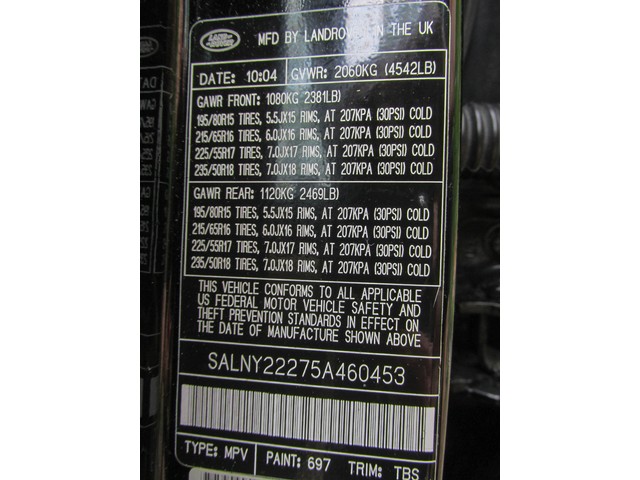 LAND ROVER MFD BY LANDROVER IN THE UK
DATE: 10:04 GVWR: 2060KG (4542LB)
GAWR FRONT: 1080KG 2381LB)
195/80R15 TIRES, 5.5JX15 RIMS, AT 207KPA (30PSI) COLD
215/65R16 TIRES, 6.0JX16 RIMS, AT 207KPA (30PSI) COLD
225/55R17 TIRES, 7.0JX17 RIMS, AT 207KPA (30PSI) COLD
235/50R18 TIRES, 7.0JX18 RIMS, AT 207KPA (30PSI) COLD
GAWR REAR: 1120KG 2469LB)
195/80R15 TIRES, 5.5JX15 RIMS, AT 207KPA (30PSI) COLD
215/65R16 TIRES, 6.0JX16 RIMS, AT 207KPA (30PSI) COLD
225/55R17 TIRES, 7.0JX17 RIMS, AT 207KPA (30PSI) COLD
235/50R18 TIRES, 7.0JX18 RIMS, AT 207KPA (30PSI) COLD
THIS VEHICLE CONFORMS TO ALL APPLICABLE
US FEDERAL MOTOR VEHICLE SAFETY AND
THEFT PREVENTION STANDARDS IN EFFECT ON
THE DATE OF MANUFACTURE SHOWN ABOVE
SALNY22275A460453
TYPE: MPV PAINT: 697 TRIM: TBS